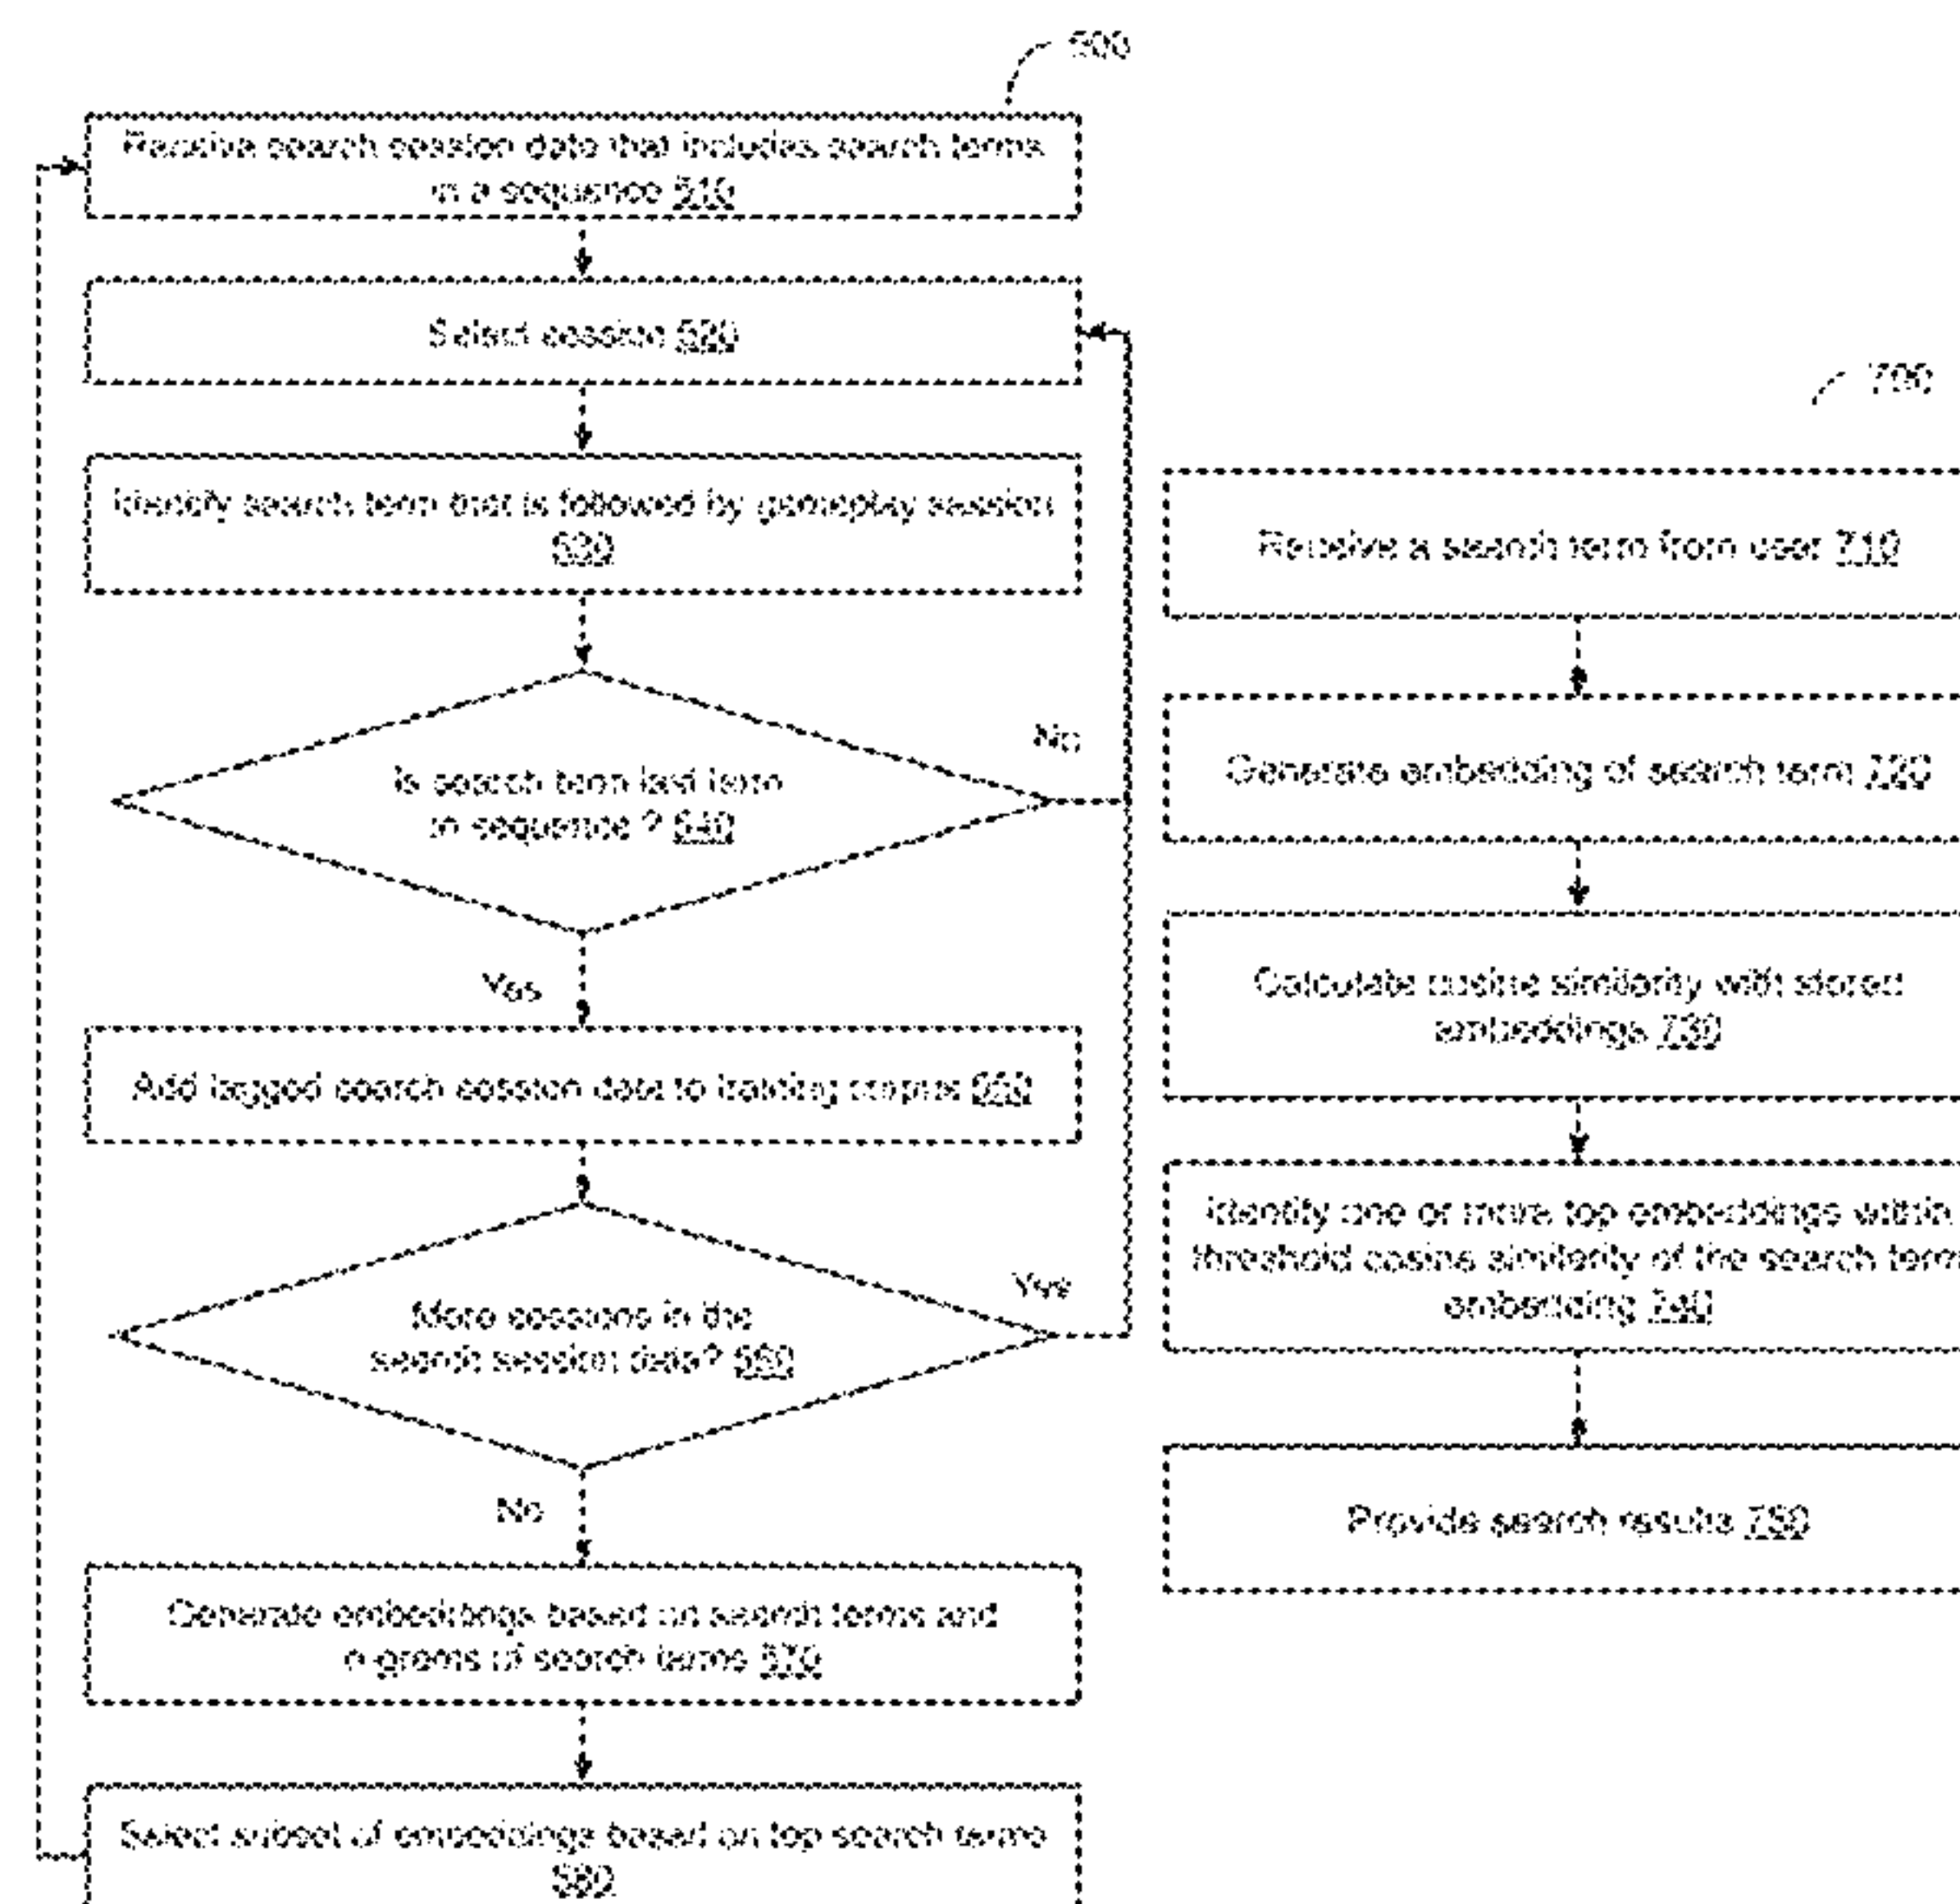 500
Receive search session data that includes search terms
in a sequence 510
Select session 520
Identify search term that is followed by gameplay session
530
No
Is search term last term
in sequence ? 540
Yes
Add tagged search session data to training corpus 550
Yes
More sessions in the
search session data? 560
No
Generate embeddings based on search terms and
n-grams of search terms 570
Select subset of embeddings based on top search terms
580
700
Receive a search term from user 710
Generate embedding of search term 720
Calculate cosine similarity with stored
embeddings 730
Identify one or more top embeddings within
threshold cosine similarity of the search term
embedding 740
Provide search results 750